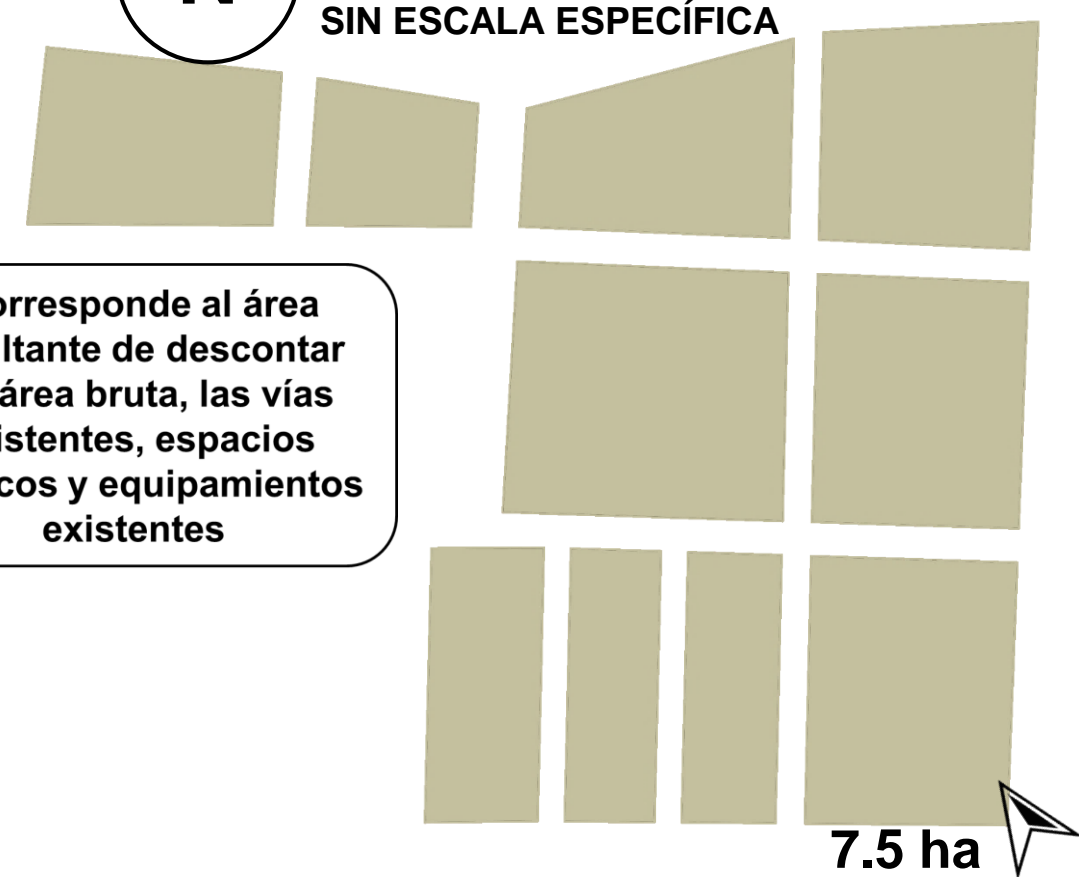 SIN ESCALA ESPECÍFICA
orresponde al área
ltante de descontar
área bruta, las vías
istentes, espacios
cos y equipamientos
existentes
7.5 ha